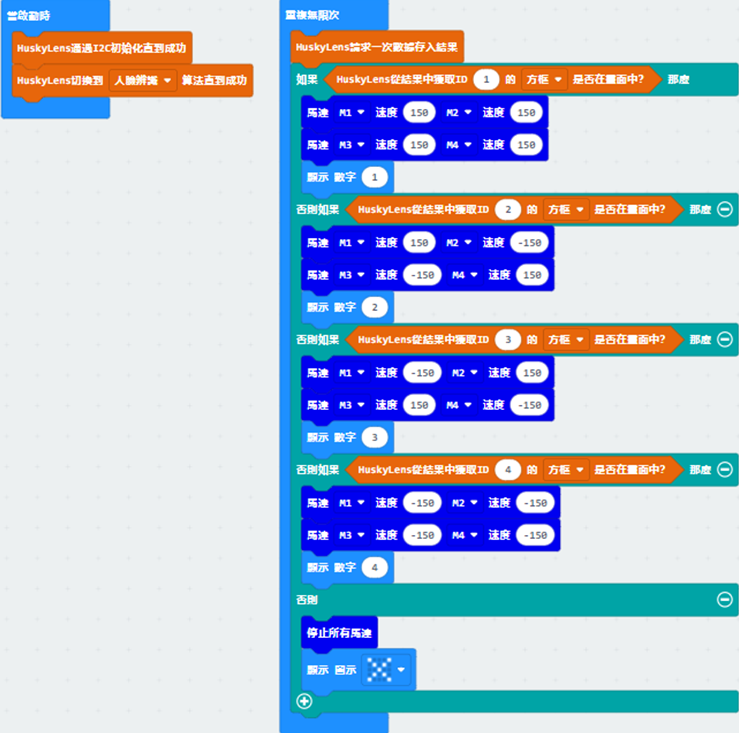 當啟動時
HuskyLens通過I2C初始化直到成功
HuskyLens切換到 人臉辨識 算法直到成功
重複無限次
HuskyLens請求一次數據存入結果
如果 HuskyLens從結果中獲取ID 1 的 方框 是否在畫面中? 那麼
馬達 M1 速度 150 M2 速度 150
馬達 M3 速度 150 M4 速度 150
顯示 數字 1
否則如果 HuskyLens從結果中獲取ID 2 的 方框 是否在畫面中? 那麼
馬達 M1 速度 150 M2 速度 -150
馬達 M3 速度 -150 M4 速度 150
顯示 數字 2
否則如果 HuskyLens從結果中獲取ID 3 的 方框 是否在畫面中? 那麼
馬達 M1 速度 -150 M2 速度 150
馬達 M3 速度 150 M4 速度 -150
顯示 數字 3
否則如果 HuskyLens從結果中獲取ID 4 的 方框 是否在畫面中? 那麼
馬達 M1 速度 -150 M2 速度 -150
馬達 M3 速度 -150 M4 速度 -150
顯示 數字 4
否則
停止所有馬達
顯示 圖示